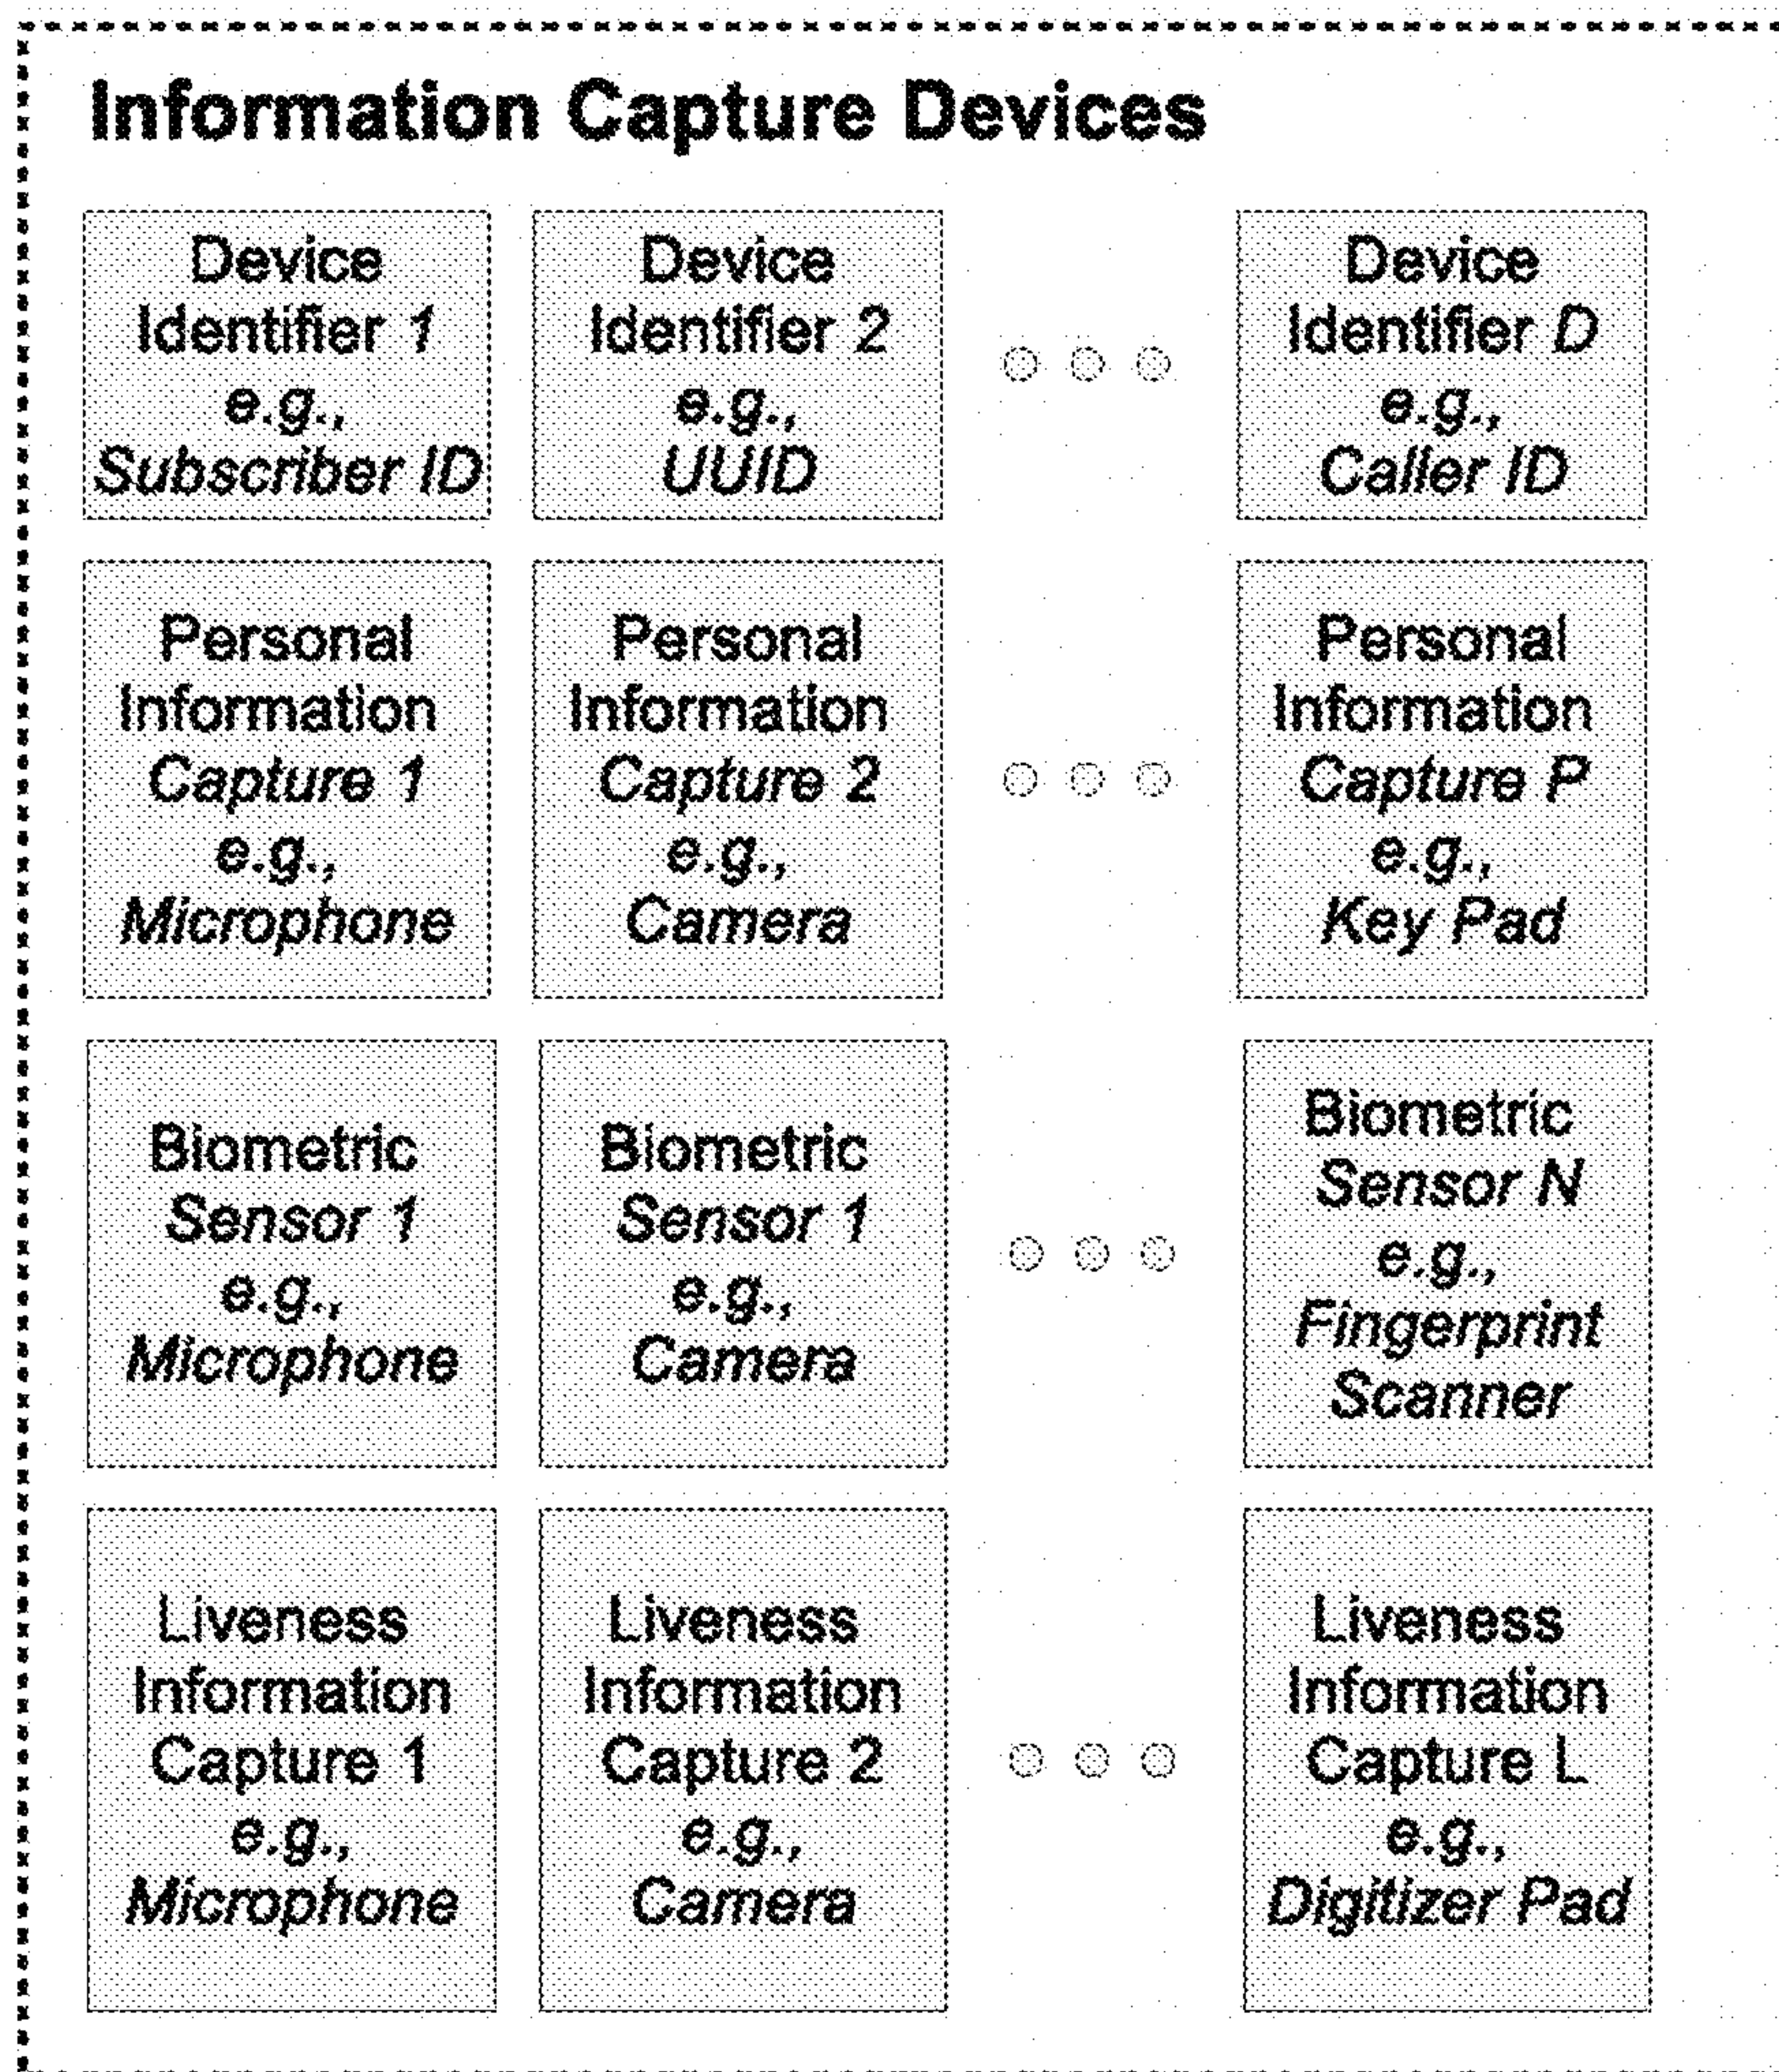 Information Capture Devices
Device
Identifier 1
e.g.,
Subscriber ID
Device
Identifier 2
e.g.,
UUID
Device
Identifier D
e.g.,
Caller ID
Personal
Information
Capture 1
e.g.,
Microphone
Personal
Information
Capture 2
e.g.,
Camera
Personal
Information
Capture P
e.g.,
Key Pad
Biometric
Sensor 1
e.g.,
Microphone
Biometric
Sensor 1
e.g.,
Camera
Biometric
Sensor N
e.g.,
Fingerprint
Scanner
Liveness
Information
Capture 1
e.g.,
Microphone
Liveness
Information
Capture 2
e.g.,
Camera
Liveness
Information
Capture L
e.g.,
Digitizer Pad